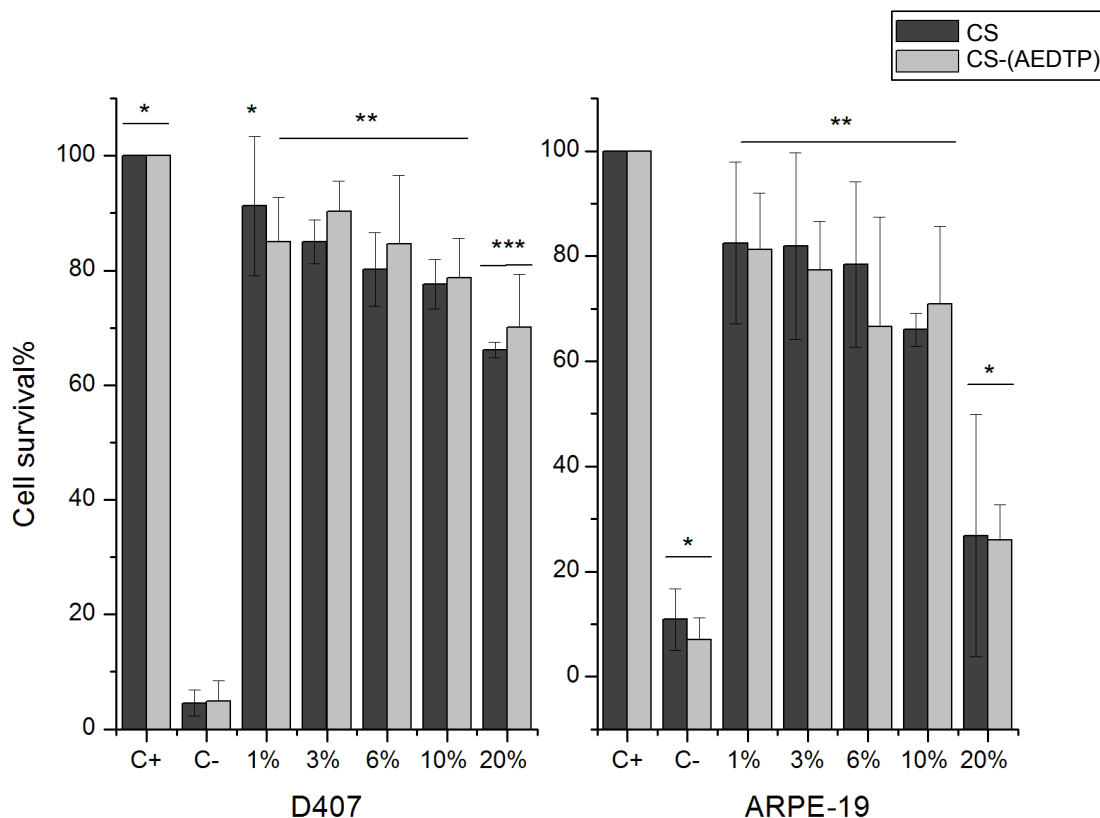 CS
CS-(AEDTP)
Cell survival%
* * ** ***
100
80
60
40
20
0
C+ C- 1% 3% 6% 10% 20%
D407
** * *
100
80
60
40
20
0
C+ C- 1% 3% 6% 10% 20%
ARPE-19